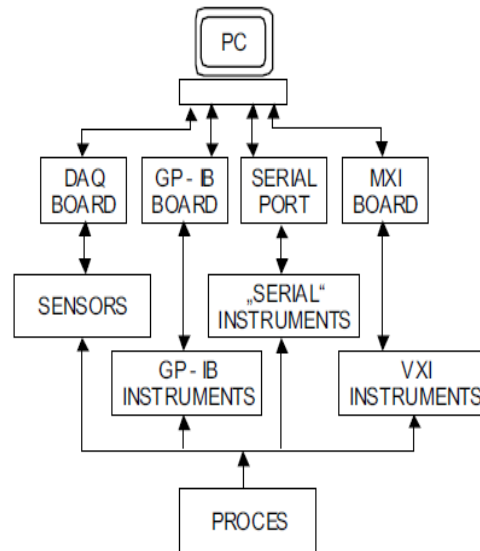 PC
DAQ
BOARD
GP - IB
BOARD
SERIAL
PORT
MXI
BOARD
SENSORS
„SERIAL“
INSTRUMENTS
GP - IB
INSTRUMENTS
VXI
INSTRUMENTS
PROCES